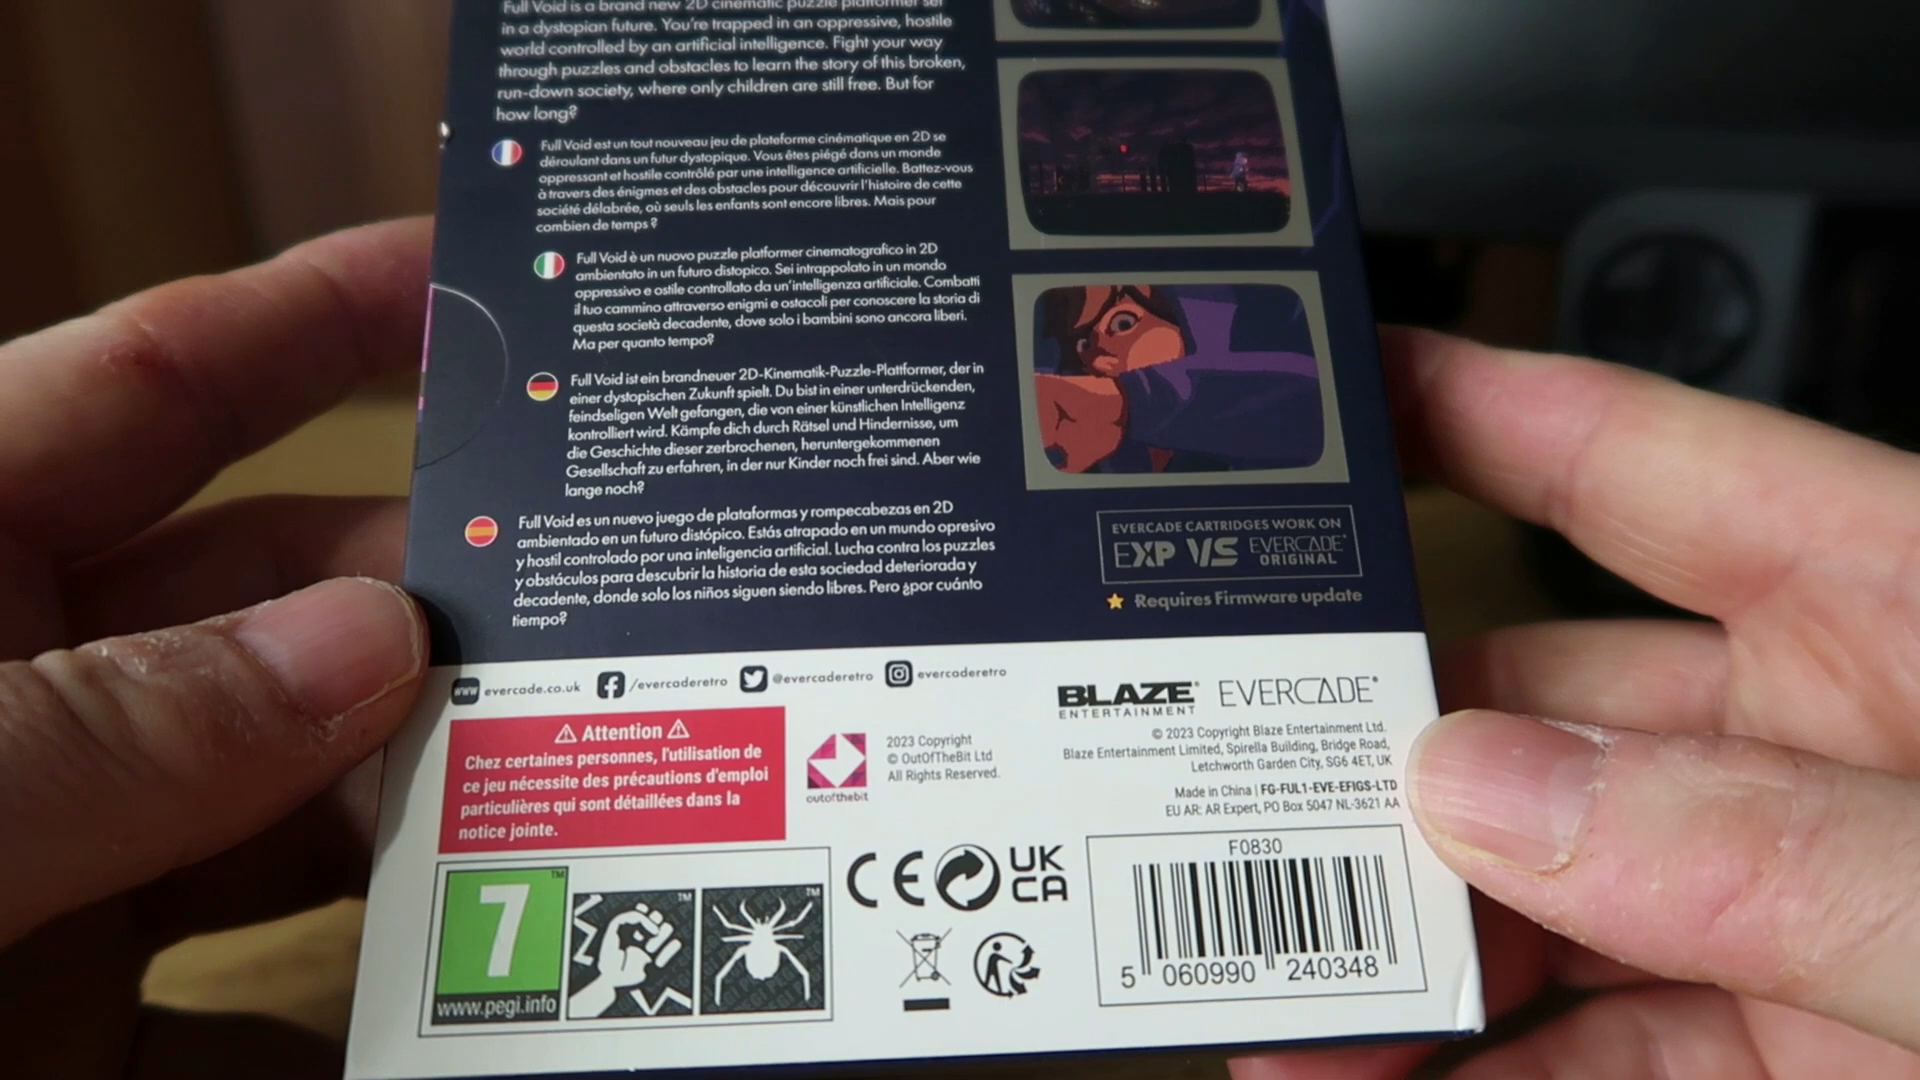 Full Void is a brand new 2D cinematic puzzle platformer set
in a dystopian future. You're trapped in an oppressive, hostile
world controlled by an artificial intelligence. Fight your way
through puzzles and obstacles to learn the story of this broken,
run-down society, where only children are still free. But for
how long?
Full Void est un tout nouveau jeu de plateforme cinématique en 2D se
déroulant dans un futur dystopique. Vous êtes piégé dans un monde
oppressant et hostile contrôlé par une intelligence artificielle. Battez-vous
à travers des énigmes et des obstacles pour découvrir l'histoire de cette
société délabrée, où seuls les enfants sont encore libres. Mais pour
combien de temps ?
Full Void è un nuovo puzzle platformer cinematografico in 2D
ambientato in un futuro distopico. Sei intrappolato in un mondo
oppressivo e ostile controllato da un'intelligenza artificiale. Combatti
il tuo cammino attraverso enigmi e ostacoli per conoscere la storia di
questa società decadente, dove solo i bambini sono ancora liberi.
Ma per quanto tempo?
Full Void ist ein brandneuer 2D-Kinematik-Puzzle-Plattformer, der in
einer dystopischen Zukunft spielt. Du bist in einer unterdrückenden,
feindseligen Welt gefangen, die von einer künstlichen Intelligenz
kontrolliert wird. Kämpfe dich durch Rätsel und Hindernisse, um
die Geschichte dieser zerbrochenen, heruntergekommenen
Gesellschaft zu erfahren, in der nur Kinder noch frei sind. Aber wie
lange noch?
Full Void es un nuevo juego de plataformas y rompecabezas en 2D
ambientado en un futuro distópico. Estás atrapado en un mundo opresivo
y hostil controlado por una inteligencia artificial. Lucha contra los puzzles
y obstáculos para descubrir la historia de esta sociedad deteriorada y
decadente, donde solo los niños siguen siendo libres. Pero ¿por cuánto
tiempo?
EVERCADE CARTRIDGES WORK ON
EXP VS EVERCADE ORIGINAL
Requires Firmware update
www evercade.co.uk /evercaderetro @evercaderetro evercaderetro
BLAZE ENTERTAINMENT EVERCADE
⚠ Attention ⚠
Chez certaines personnes, l'utilisation de
ce jeu nécessite des précautions d'emploi
particulières qui sont détaillées dans la
notice jointe.
outofthebit
2023 Copyright
© OutOfTheBit Ltd
All Rights Reserved.
© 2023 Copyright Blaze Entertainment Ltd.
Blaze Entertainment Limited, Spirella Building, Bridge Road,
Letchworth Garden City, SG6 4ET, UK
Made in China | FG-FUL1-EVE-EFIGS-LTD
EU AR: AR Expert, PO Box 5047 NL-3621 AA
7 ™
www.pegi.info
™
™
CE UK CA
F0830
5 060990 240348